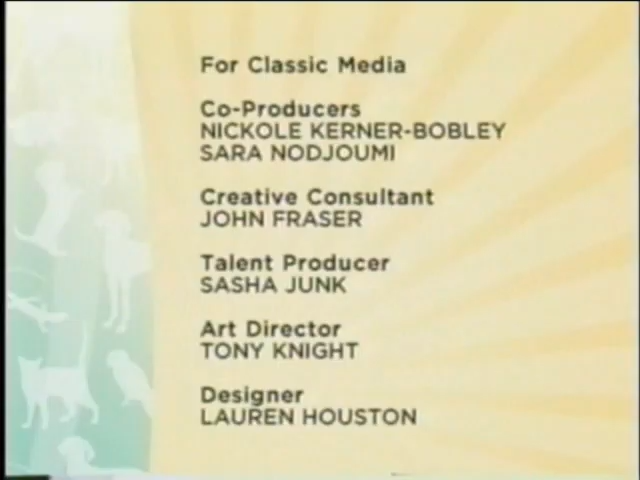 For Classic Media
Co-Producers
NICKOLE KERNER-BOBLEY
SARA NODJOUMI
Creative Consultant
JOHN FRASER
Talent Producer
SASHA JUNK
Art Director
TONY KNIGHT
Designer
LAUREN HOUSTON